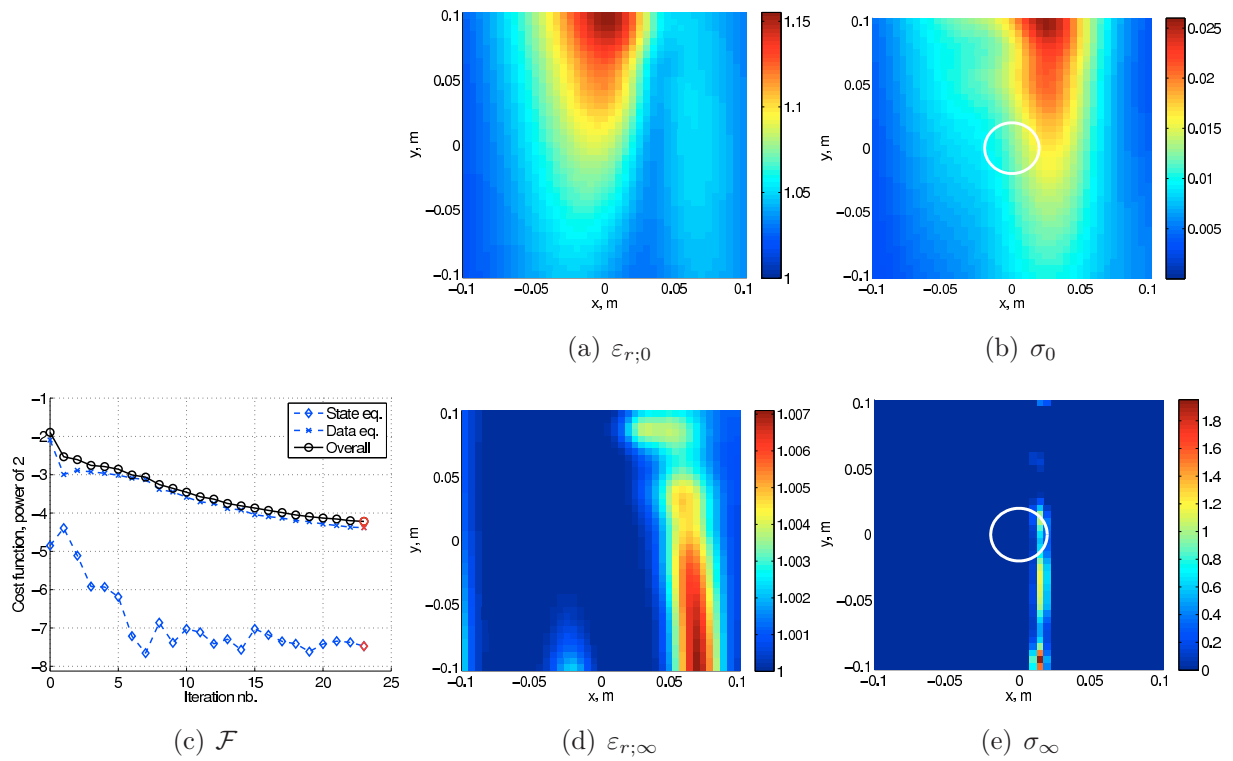 0.1
0.05
0
−0.05
−0.1
y, m
−0.1 −0.05 0 0.05 0.1
x, m
1.15
1.1
1.05
1
(a) εr;0
0.1
0.05
0
−0.05
−0.1
y, m
−0.1 −0.05 0 0.05 0.1
x, m
0.025
0.02
0.015
0.01
0.005
(b) σ0
−1
−2
−3
−4
−5
−6
−7
−8
Cost function, power of 2
0 5 10 15 20 25
Iteration nb.
State eq.
Data eq.
Overall
(c) F
0.1
0.05
0
−0.05
−0.1
y, m
−0.1 −0.05 0 0.05 0.1
x, m
1.007
1.006
1.005
1.004
1.003
1.002
1.001
1
(d) εr;∞
0.1
0.05
0
−0.05
−0.1
y, m
−0.1 −0.05 0 0.05 0.1
x, m
1.8
1.6
1.4
1.2
1
0.8
0.6
0.4
0.2
0
(e) σ∞